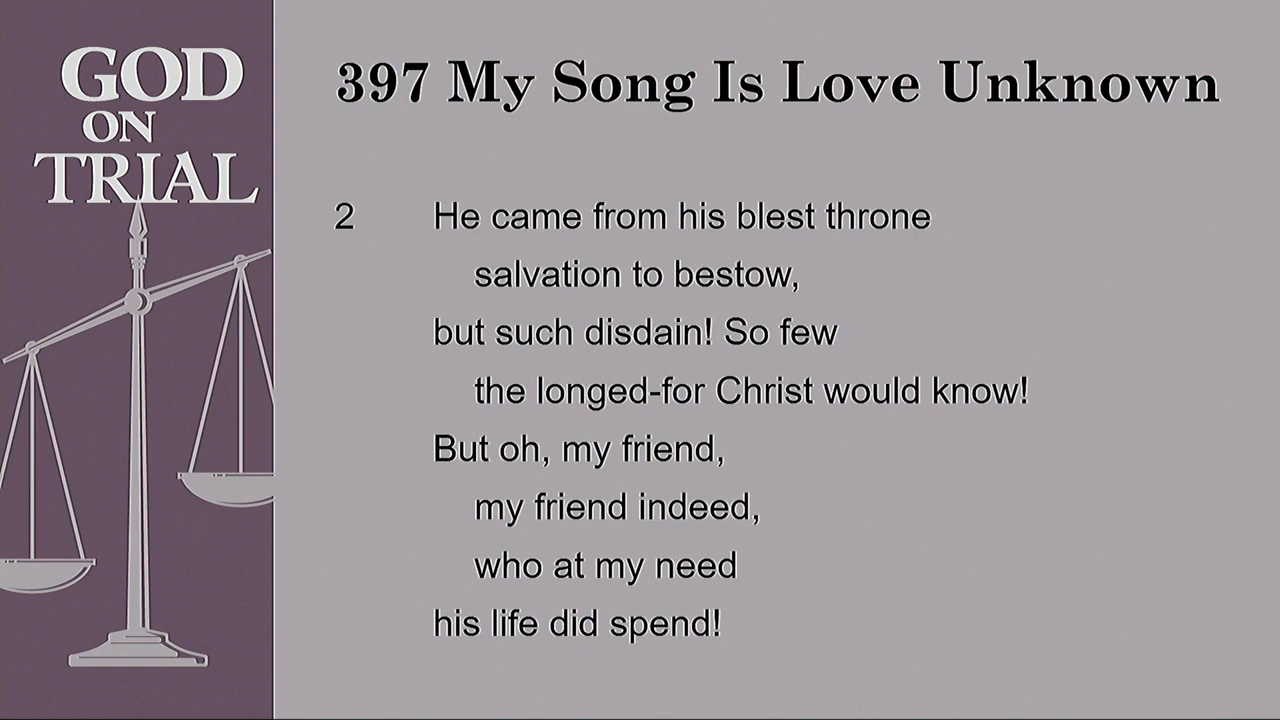 GOD
ON
TRIAL
397 My Song Is Love Unknown
2 He came from his blest throne
salvation to bestow,
but such disdain! So few
the longed-for Christ would know!
But oh, my friend,
my friend indeed,
who at my need
his life did spend!